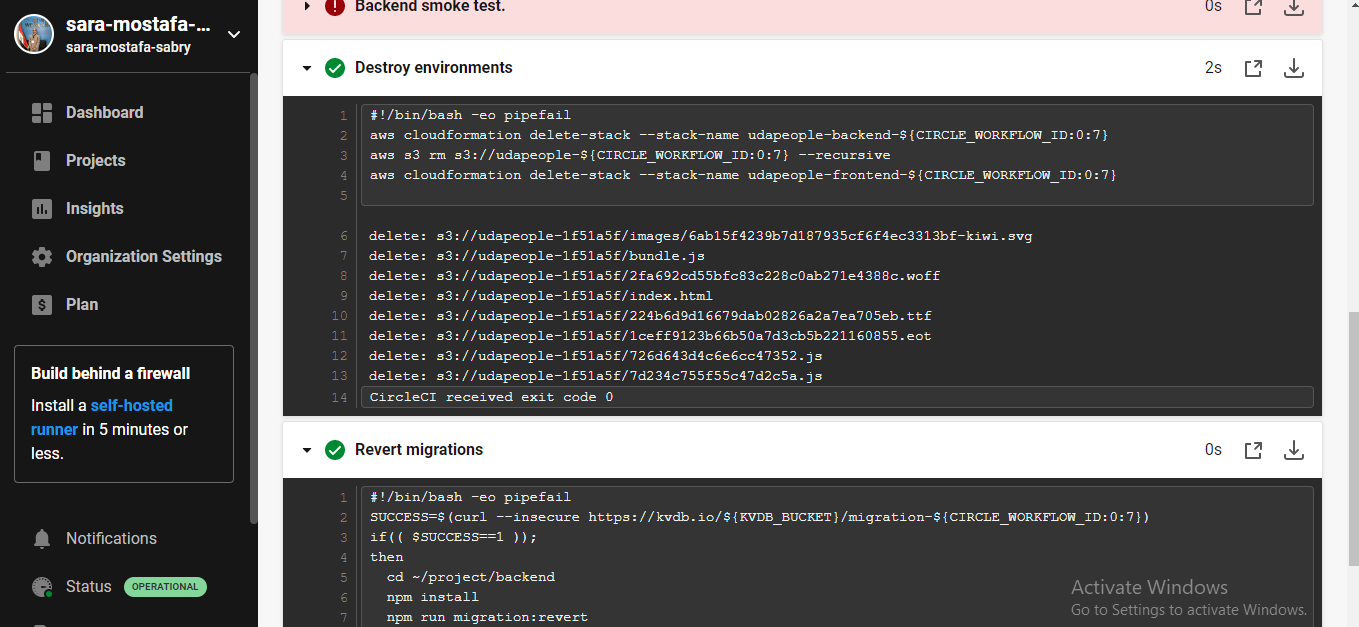 sara-mostafa-...
sara-mostafa-sabry
Dashboard
Projects
Insights
Organization Settings
Plan
Build behind a firewall
Install a self-hosted
runner in 5 minutes or
less.
Notifications
Status OPERATIONAL
Backend smoke test. 0s
Destroy environments 2s
1 #!/bin/bash -eo pipefail
2 aws cloudformation delete-stack --stack-name udapeople-backend-${CIRCLE_WORKFLOW_ID:0:7}
3 aws s3 rm s3://udapeople-${CIRCLE_WORKFLOW_ID:0:7} --recursive
4 aws cloudformation delete-stack --stack-name udapeople-frontend-${CIRCLE_WORKFLOW_ID:0:7}
5
6 delete: s3://udapeople-1f51a5f/images/6ab15f4239b7d187935cf6f4ec3313bf-kiwi.svg
7 delete: s3://udapeople-1f51a5f/bundle.js
8 delete: s3://udapeople-1f51a5f/2fa692cd55bfc83c228c0ab271e4388c.woff
9 delete: s3://udapeople-1f51a5f/index.html
10 delete: s3://udapeople-1f51a5f/224b6d9d16679dab02826a2a7ea705eb.ttf
11 delete: s3://udapeople-1f51a5f/1ceff9123b66b50a7d3cb5b221160855.eot
12 delete: s3://udapeople-1f51a5f/726d643d4c6e6cc47352.js
13 delete: s3://udapeople-1f51a5f/7d234c755f55c47d2c5a.js
14 CircleCI received exit code 0
Revert migrations 0s
1 #!/bin/bash -eo pipefail
2 SUCCESS=$(curl --insecure https://kvdb.io/${KVDB_BUCKET}/migration-${CIRCLE_WORKFLOW_ID:0:7})
3 if(( $SUCCESS==1 ));
4 then
5 cd ~/project/backend
6 npm install
7 npm run migration:revert
Activate Windows
Go to Settings to activate Windows.